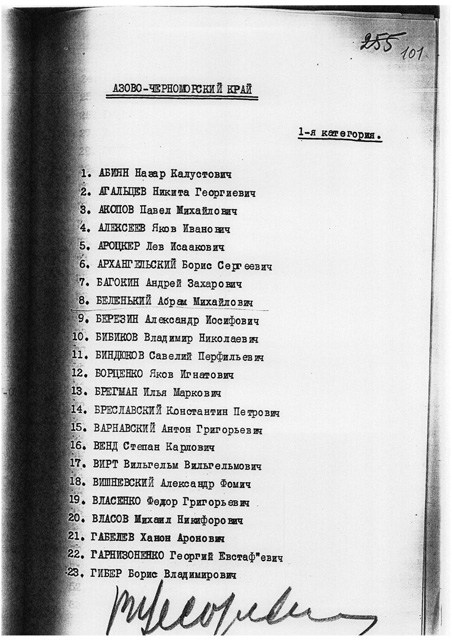 255 101
АЗОВО-ЧЕРНОМОРСКИЙ КРАЙ
1-я категория.
1. АБИЯН Назар Калустович
2. АГАЛЬЦЕВ Никита Георгиевич
3. АКОПОВ Павел Михайлович
4. АЛЕКСЕЕВ Яков Иванович
5. АРОЦКЕР Лев Исаакович
6. АРХАНГЕЛЬСКИЙ Борис Сергеевич
7. БАГОКИН Андрей Захарович
8. БЕЛЕНЬКИЙ Абрам Михайлович
9. БЕРЕЗИН Александр Иосифович
10. БИБИКОВ Владимир Николаевич
11. БИНДЮКОВ Савелий Перфильевич
12. БОРЦЕНКО Яков Игнатович
13. БРЕГМАН Илья Маркович
14. БРЕСЛАВСКИЙ Константин Петрович
15. ВАРНАВСКИЙ Антон Григорьевич
16. ВЕНД Степан Карлович
17. ВИРТ Вильгельм Вильгельмович
18. ВИШНЕВСКИЙ Александр Фомич
19. ВЛАСЕНКО Федор Григорьевич
20. ВЛАСОВ Михаил Никифорович
21. ГАБЕЛЕВ Ханон Аронович
22. ГАРНИЗОНЕНКО Георгий Евстаф"евич
23. ГИБЕР Борис Владимирович